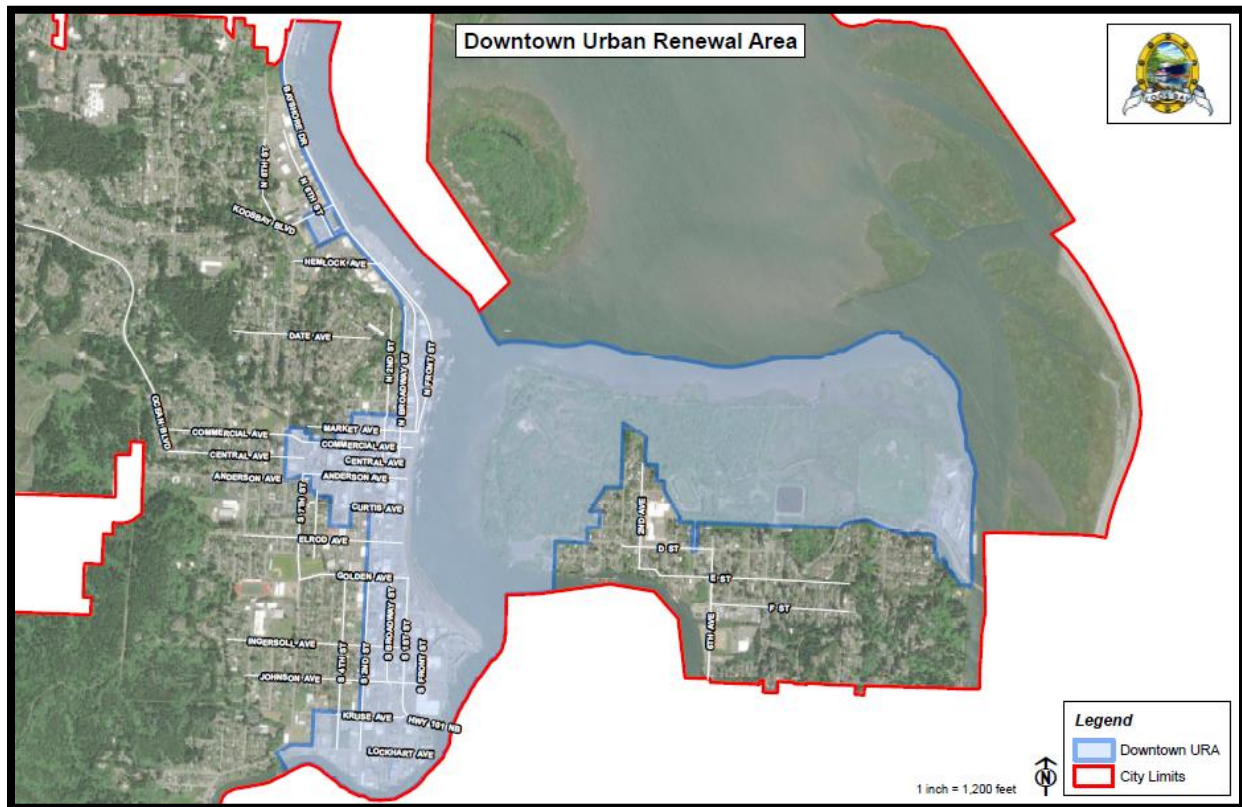 Downtown Urban Renewal Area
COOS BAY
BAYSHORE DR
N 8TH ST
N 6TH ST
KOOSBAY BLVD
HEMLOCK AVE
DATE AVE
N 2ND ST
N BROADWAY ST
N FRONT ST
OCEAN BLVD
MARKET AVE
COMMERCIAL AVE
COMMERCIAL AVE
CENTRAL AVE
CENTRAL AVE
ANDERSON AVE
ANDERSON AVE
S 7TH ST
CURTIS AVE
2ND AVE
ELROD AVE
D ST
GOLDEN AVE
E ST
F ST
6TH AVE
INGERSOLL AVE
S 4TH ST
S 2ND ST
S BROADWAY ST
S 1ST ST
S FRONT ST
JOHNSON AVE
KRUSE AVE
HWY 101 NB
LOCKHART AVE
Legend
Downtown URA
City Limits
1 inch = 1,200 feet
N